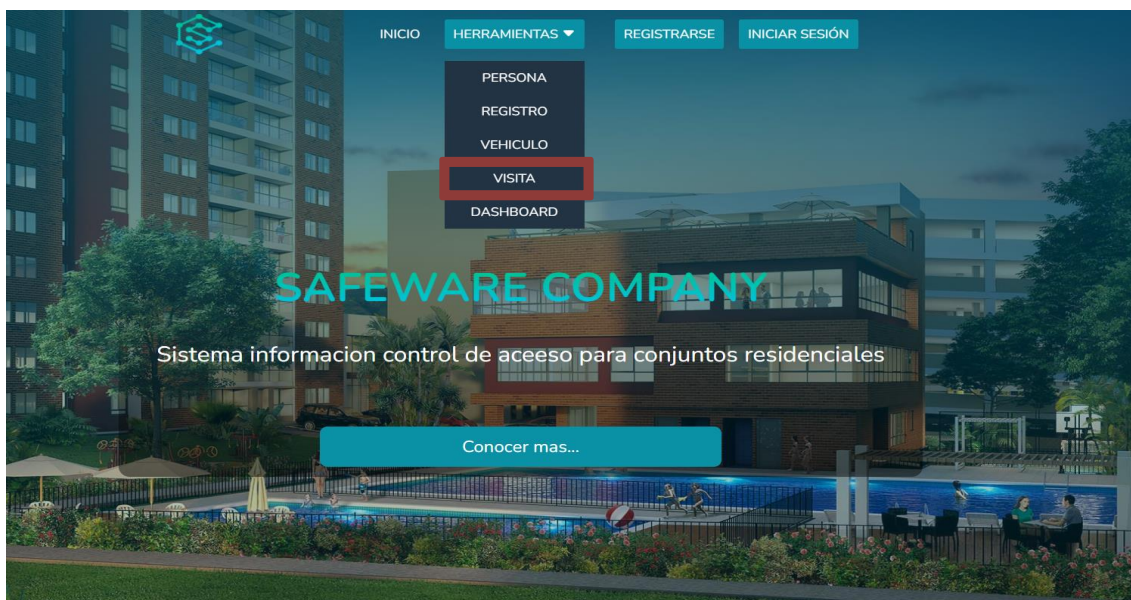 INICIO HERRAMIENTAS REGISTRARSE INICIAR SESIÓN
PERSONA
REGISTRO
VEHICULO
VISITA
DASHBOARD
SAFEWARE COMPANY
Sistema informacion control de aceeso para conjuntos residenciales
Conocer mas...